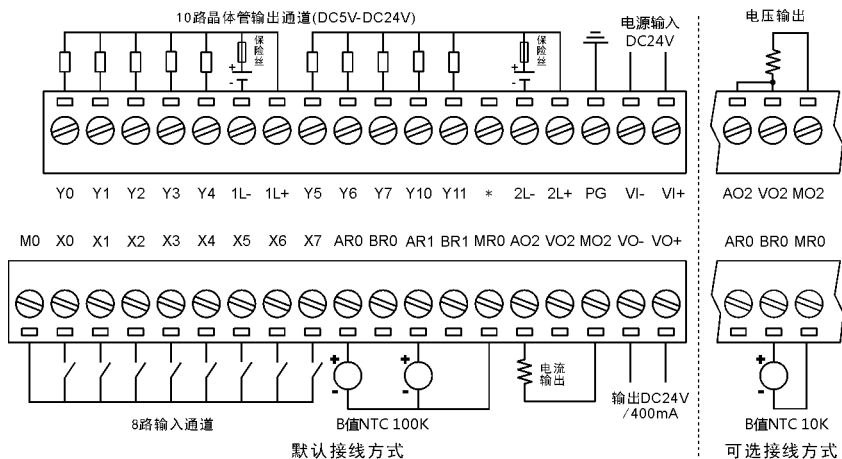 10路晶体管输出通道(DC5V-DC24V)
保险丝
+
-
保险丝
+
-
电源输入
DC24V
电压输出
Y0 Y1 Y2 Y3 Y4 1L- 1L+ Y5 Y6 Y7 Y10 Y11 * 2L- 2L+ PG VI- VI+
AO2 VO2 MO2
M0 X0 X1 X2 X3 X4 X5 X6 X7 AR0 BR0 AR1 BR1 MR0 AO2 VO2 MO2 VO- VO+
AR0 BR0 MR0
+
-
+
-
电流
输出
+
-
8路输入通道
B值NTC 100K
输出DC24V
/400mA
B值NTC 10K
默认接线方式
可选接线方式